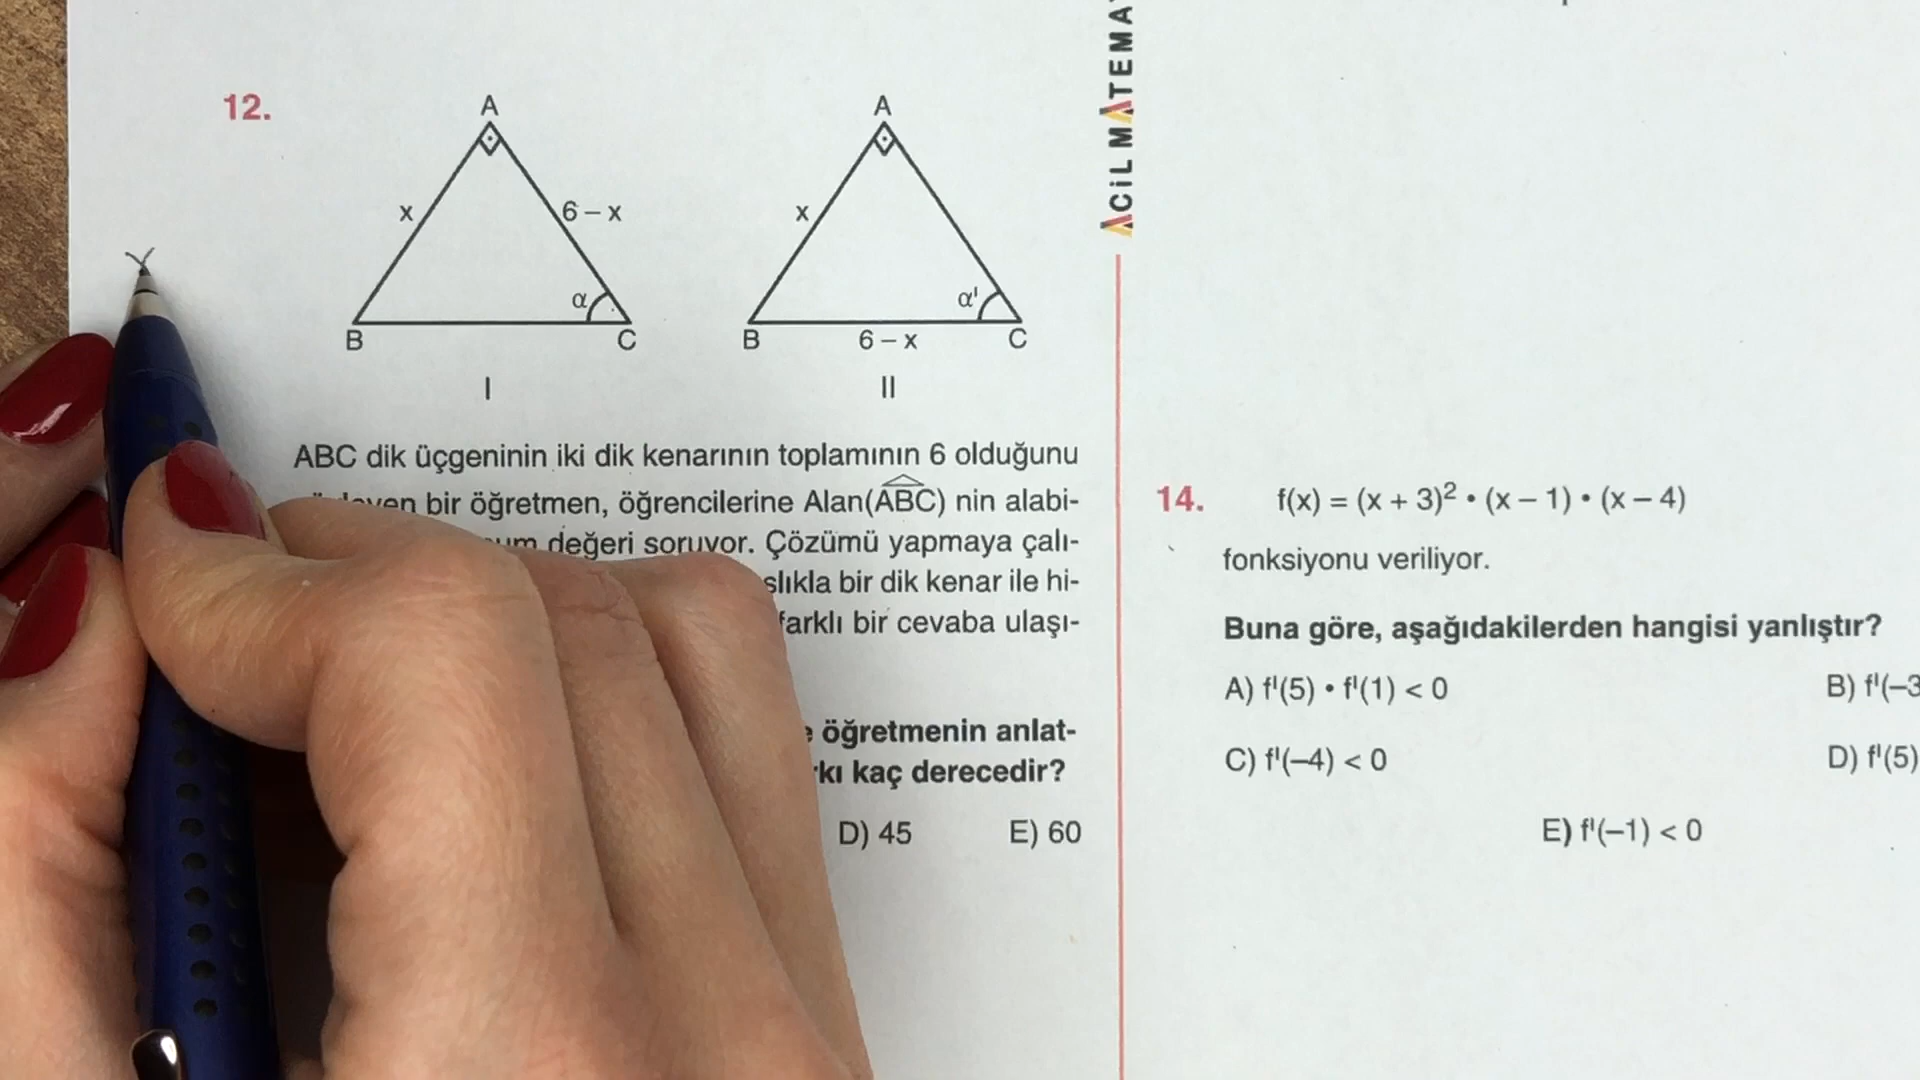 12.
A
x
6 – x
α
B
C
I
A
x
α'
B
6 – x
C
II
ABC dik üçgeninin iki dik kenarının toplamının 6 olduğunu
bir öğretmen, öğrencilerine Alan(ABC) nin alabi-
değeri soruyor. Çözümü yapmaya çalı-
bir dik kenar ile hi-
farklı bir cevaba ulaşı-
öğretmenin anlat-
kaç derecedir?
D) 45 E) 60
ACİLMATEMA
14. f(x) = (x + 3)² • (x – 1) • (x – 4)
fonksiyonu veriliyor.
Buna göre, aşağıdakilerden hangisi yanlıştır?
A) f'(5) • f'(1) < 0 B) f'(–3
C) f'(–4) < 0 D) f'(5)
E) f'(–1) < 0